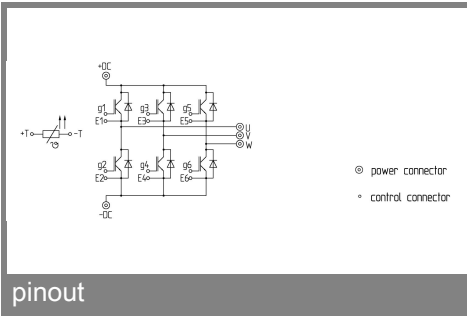 +DC
g1 g3 g5
E1 E3 E5
+T -T
U
V
W
g2 g4 g6
E2 E4 E6
-DC
power connector
control connector
pinout